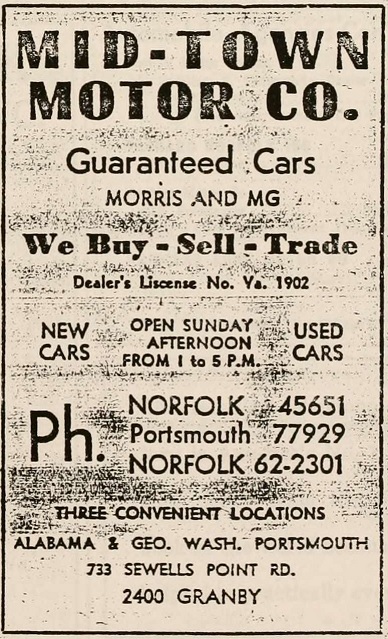 MID-TOWN
MOTOR CO.
Guaranteed Cars
MORRIS AND MG
We Buy - Sell - Trade
Dealer's Liscense No. Va. 1902
NEW CARS
OPEN SUNDAY
AFTERNOON
FROM 1 to 5 P.M.
USED CARS
Ph.
NORFOLK 45651
Portsmouth 77929
NORFOLK 62-2301
THREE CONVENIENT LOCATIONS
ALABAMA & GEO. WASH. PORTSMOUTH
733 SEWELLS POINT RD.
2400 GRANBY